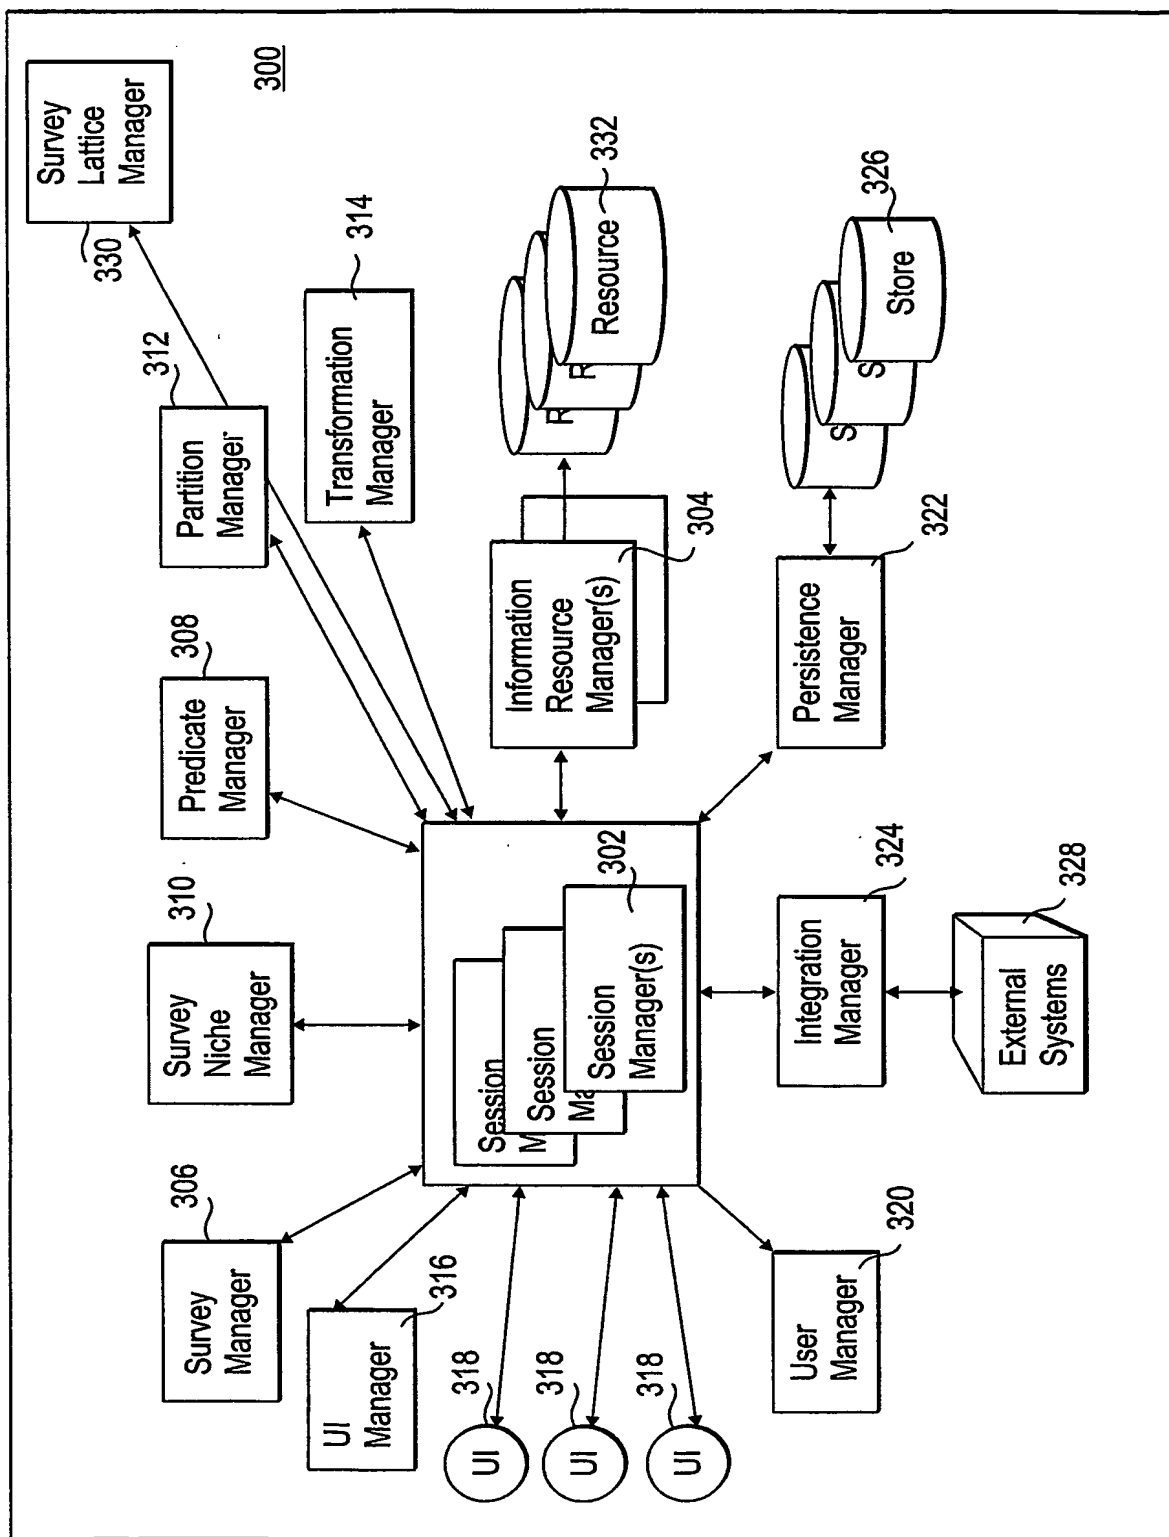 300
Survey
Lattice
Manager
330
Partition
Manager
312
Transformation
Manager
314
Predicate
Manager
308
Survey
Niche
Manager
310
Survey
Manager
306
UI
Manager
316
UI
318
UI
318
UI
318
Session
M
Session
Ma
Session
Manager(s)
302
Information
Resource
Manager(s)
304
R
R
Resource
332
Persistence
Manager
322
S
S
Store
326
Integration
Manager
324
External
Systems
328
User
Manager
320